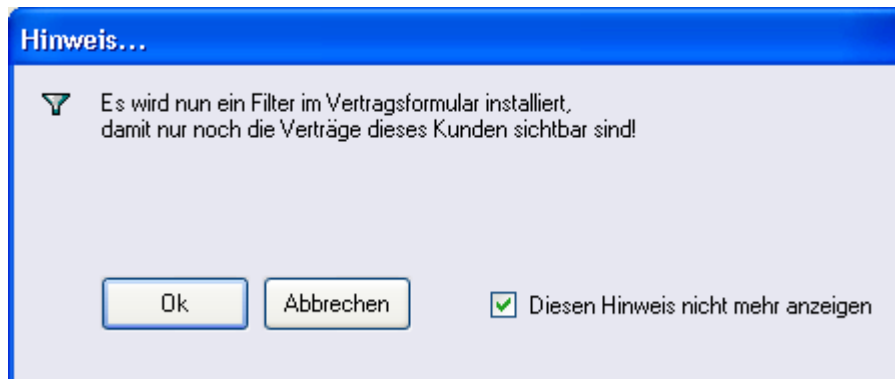 Hinweis...
Es wird nun ein Filter im Vertragsformular installiert,
damit nur noch die Verträge dieses Kunden sichtbar sind!
Ok
Abbrechen
Diesen Hinweis nicht mehr anzeigen